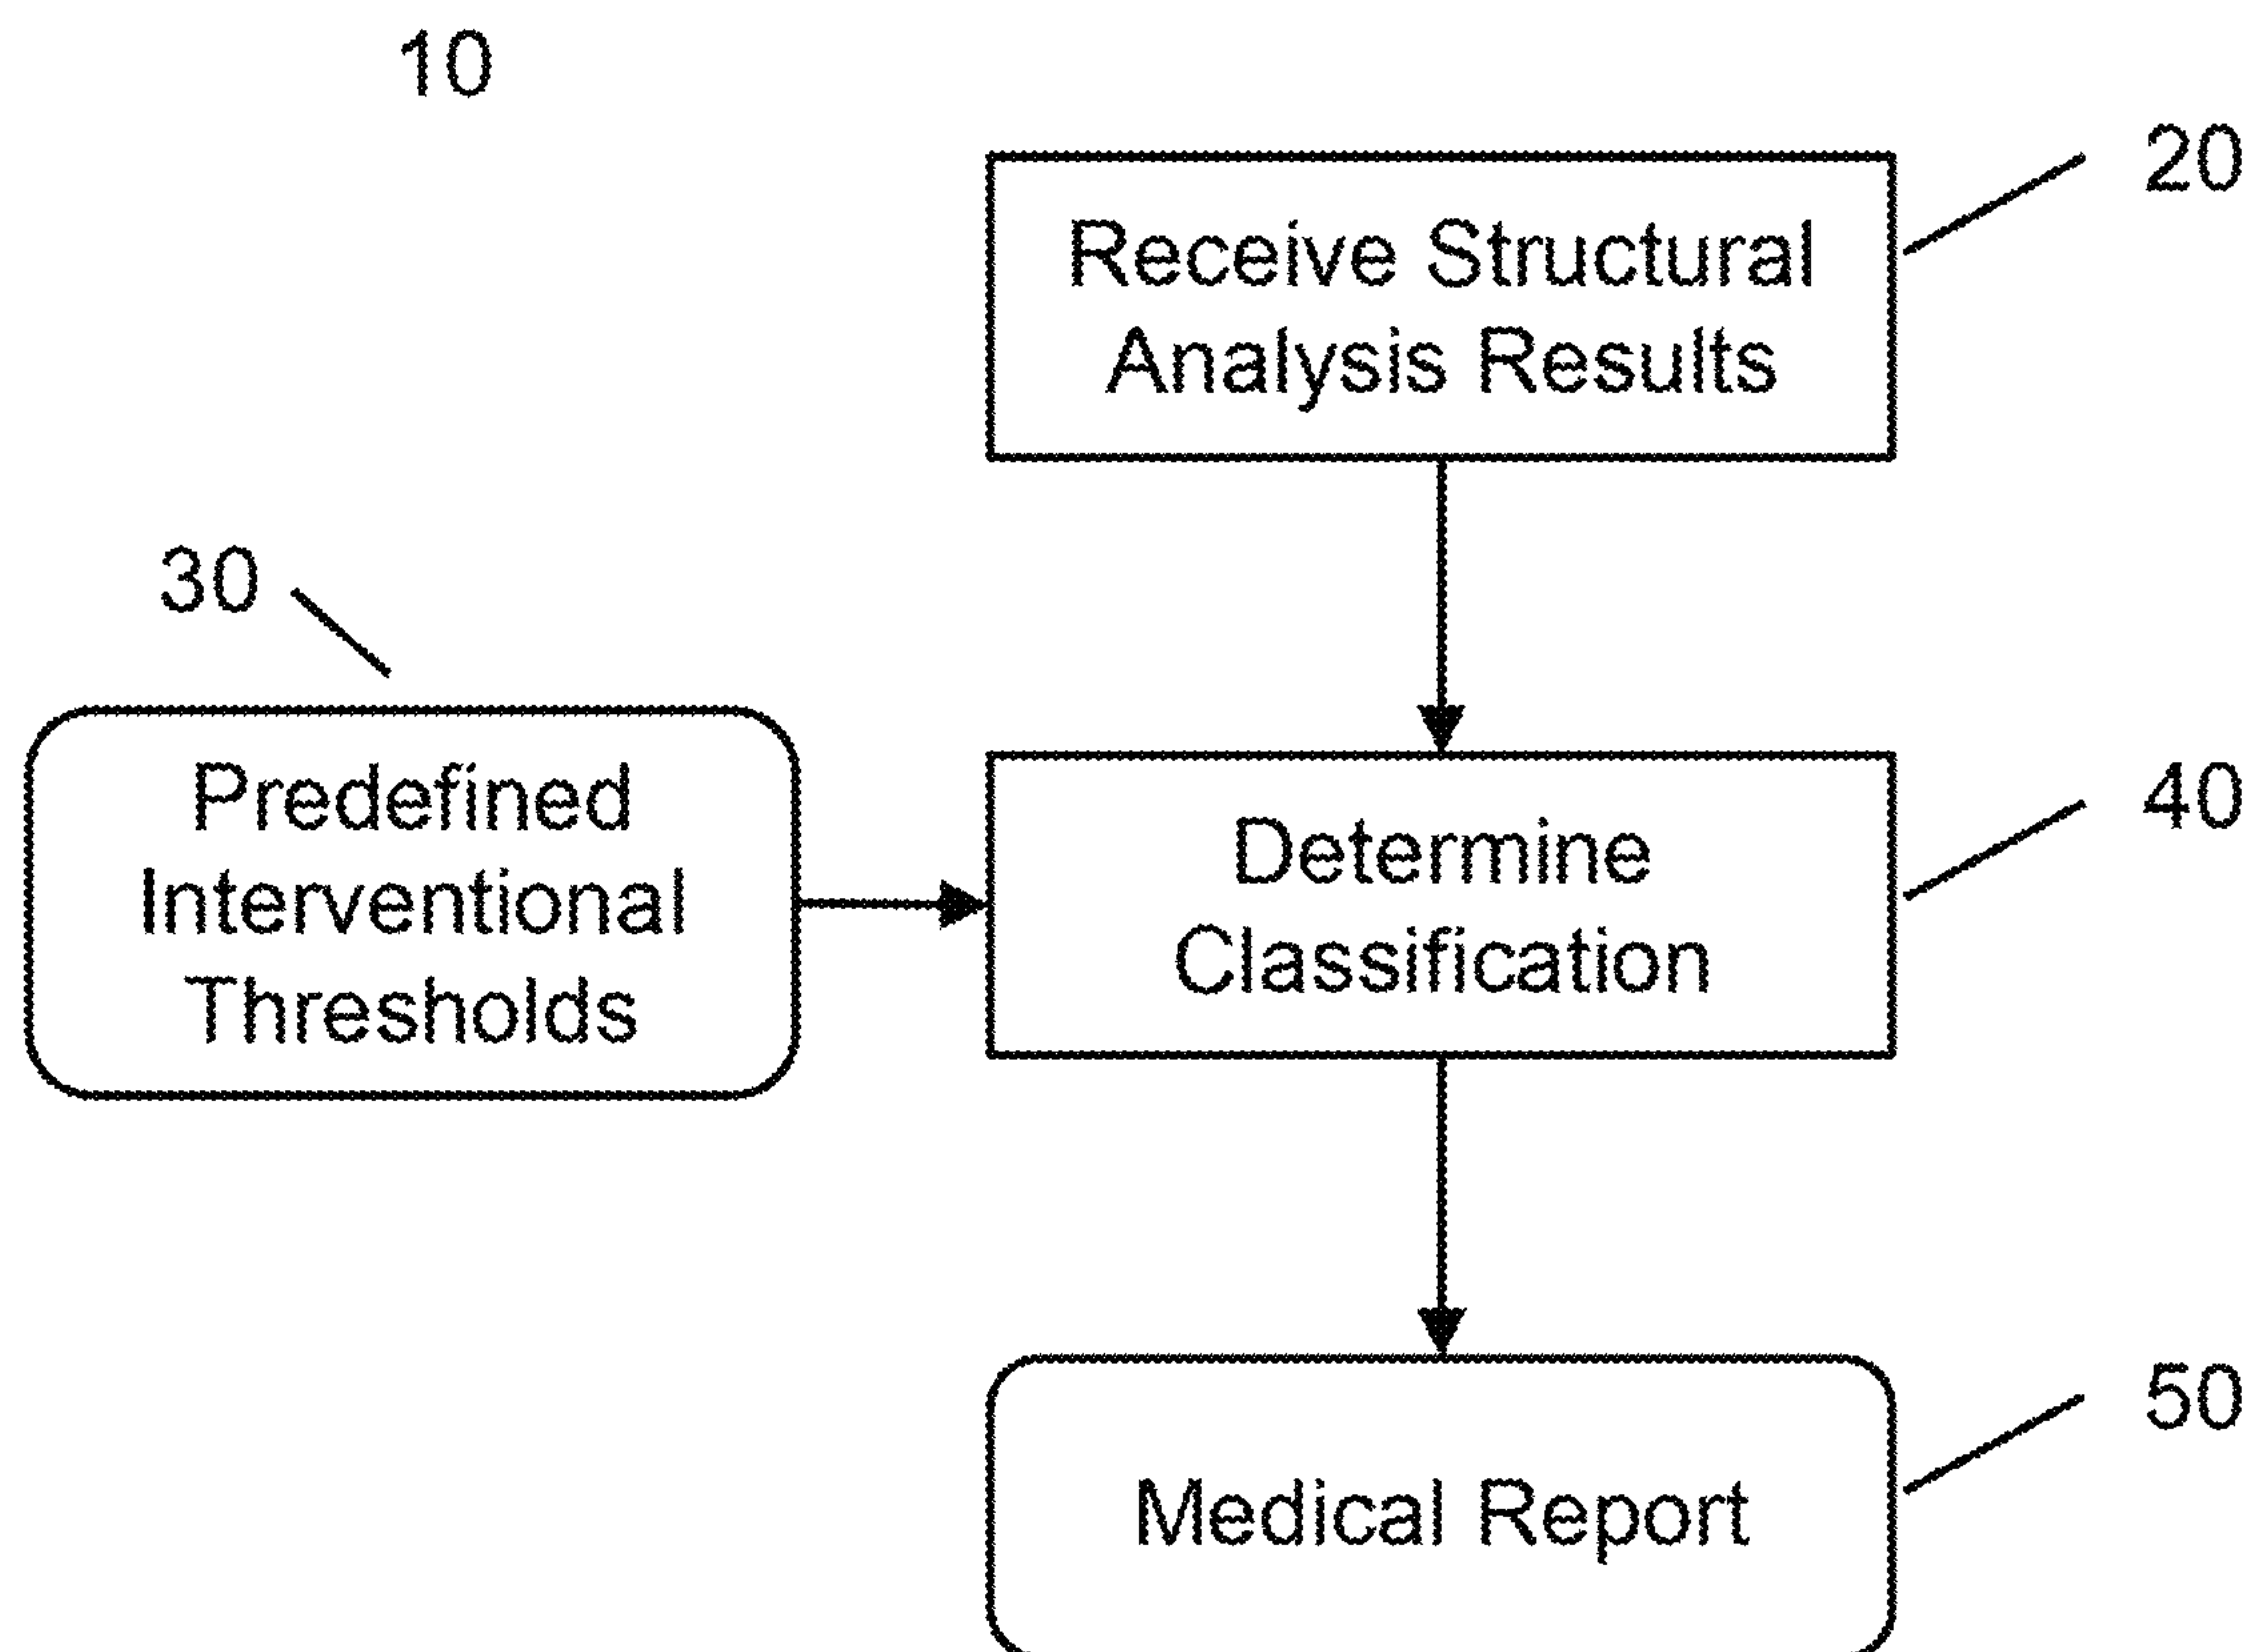 10
20
Receive Structural
Analysis Results
30
Predefined
Interventional
Thresholds
40
Determine
Classification
50
Medical Report